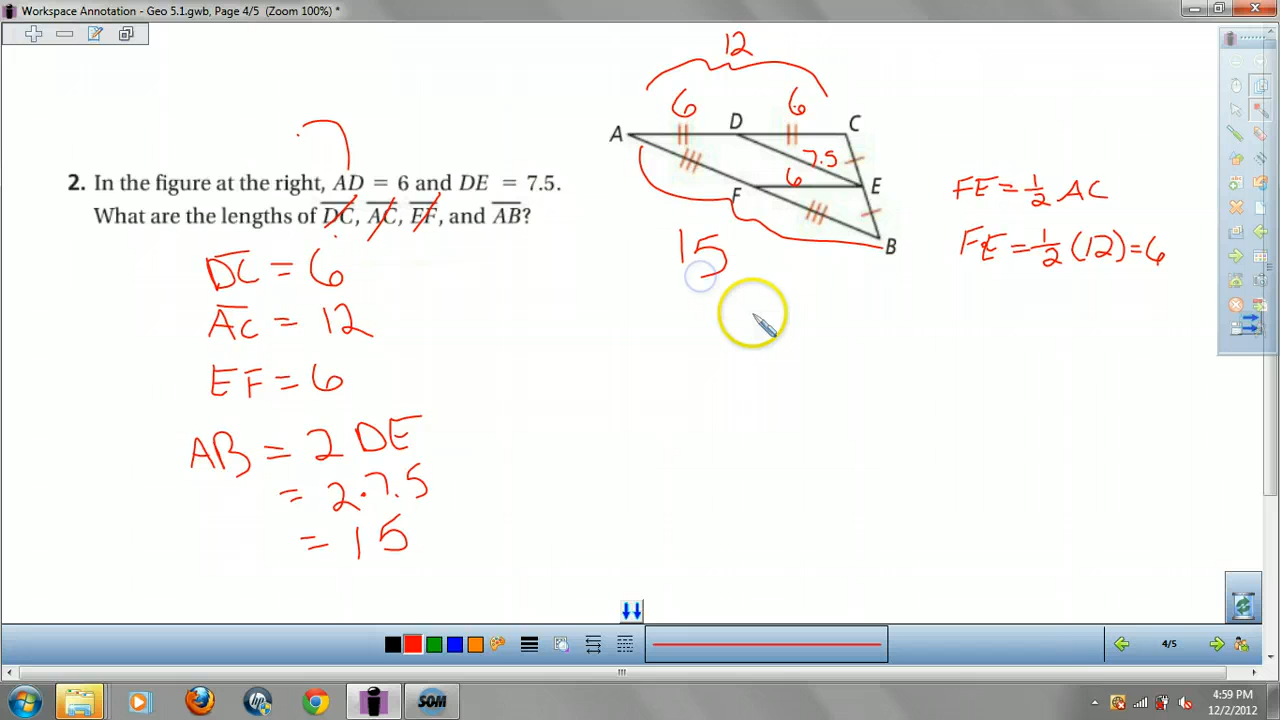 Workspace Annotation - Geo 5.1.gwb, Page 4/5 (Zoom 100%) *
12
6
6
A
D
C
7.5
6
E
F
B
15
2. In the figure at the right, AD = 6 and DE = 7.5.
What are the lengths of DC, AC, EF, and AB?
DC = 6
AC = 12
EF = 6
AB = 2 DE
= 2·7.5
= 15
FE = 1/2 AC
FE = 1/2 (12) = 6
4/5
SOM
4:59 PM
12/2/2012